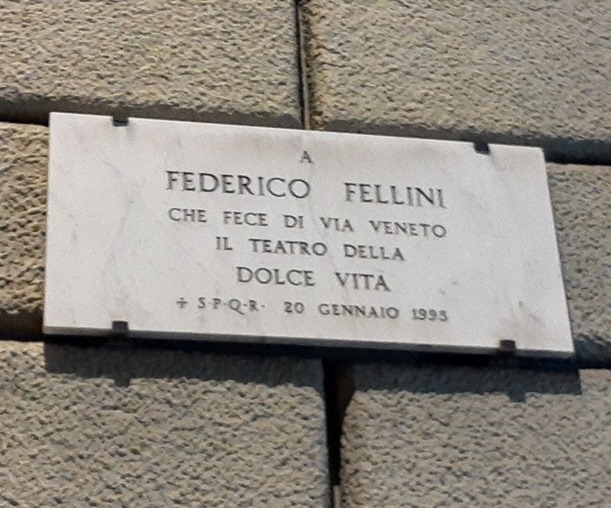 A
FEDERICO FELLINI
CHE FECE DI VIA VENETO
IL TEATRO DELLA
DOLCE VITA
✢ S·P·Q·R· 20 GENNAIO 1995